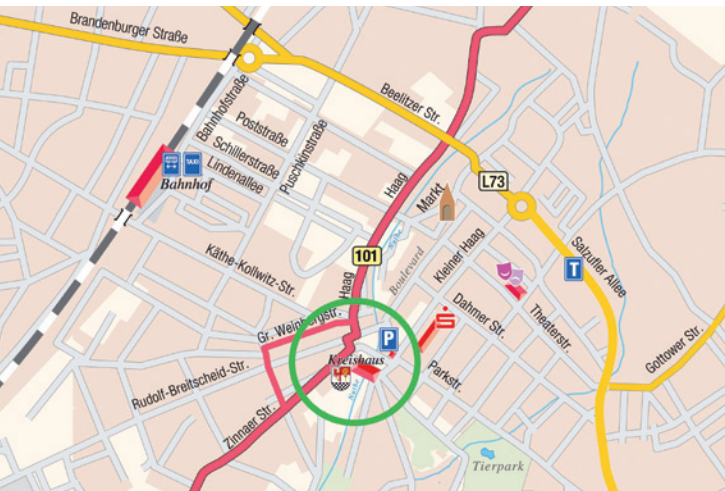 Brandenburger Straße
Bahnhofstraße
Beelitzer Str.
Poststraße
Puschkinstraße
Schillerstraße
Lindenallee
TAXI
Bahnhof
Haag
Markt
L73
Nuthe
Boulevard
Kleiner Haag
Salzufler Allee
T
101
Käthe-Kollwitz-Str.
Haag
Gr. Weinbergstr.
Dahmer Str.
Theaterstr.
P
Kreishaus
Gottower Str.
Rudolf-Breitscheid-Str.
Parkstr.
Nuthe
Zinnaer Str.
Tierpark